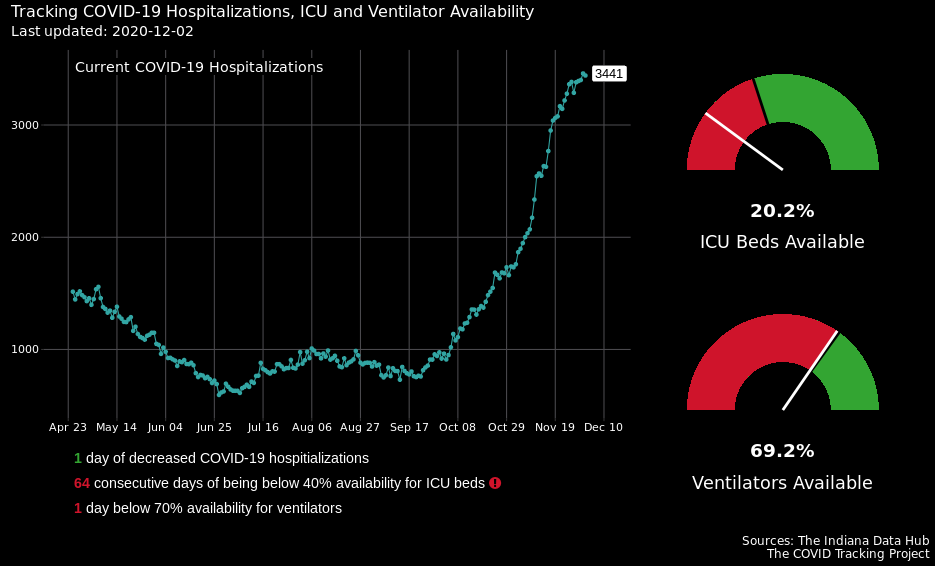 Tracking COVID-19 Hospitalizations, ICU and Ventilator Availability
Last updated: 2020-12-02
Current COVID-19 Hospitalizations
3441
3000
2000
1000
Apr 23 May 14 Jun 04 Jun 25 Jul 16 Aug 06 Aug 27 Sep 17 Oct 08 Oct 29 Nov 19 Dec 10
1 day of decreased COVID-19 hospitializations
64 consecutive days of being below 40% availability for ICU beds
1 day below 70% availability for ventilators
20.2%
ICU Beds Available
69.2%
Ventilators Available
Sources: The Indiana Data Hub
The COVID Tracking Project